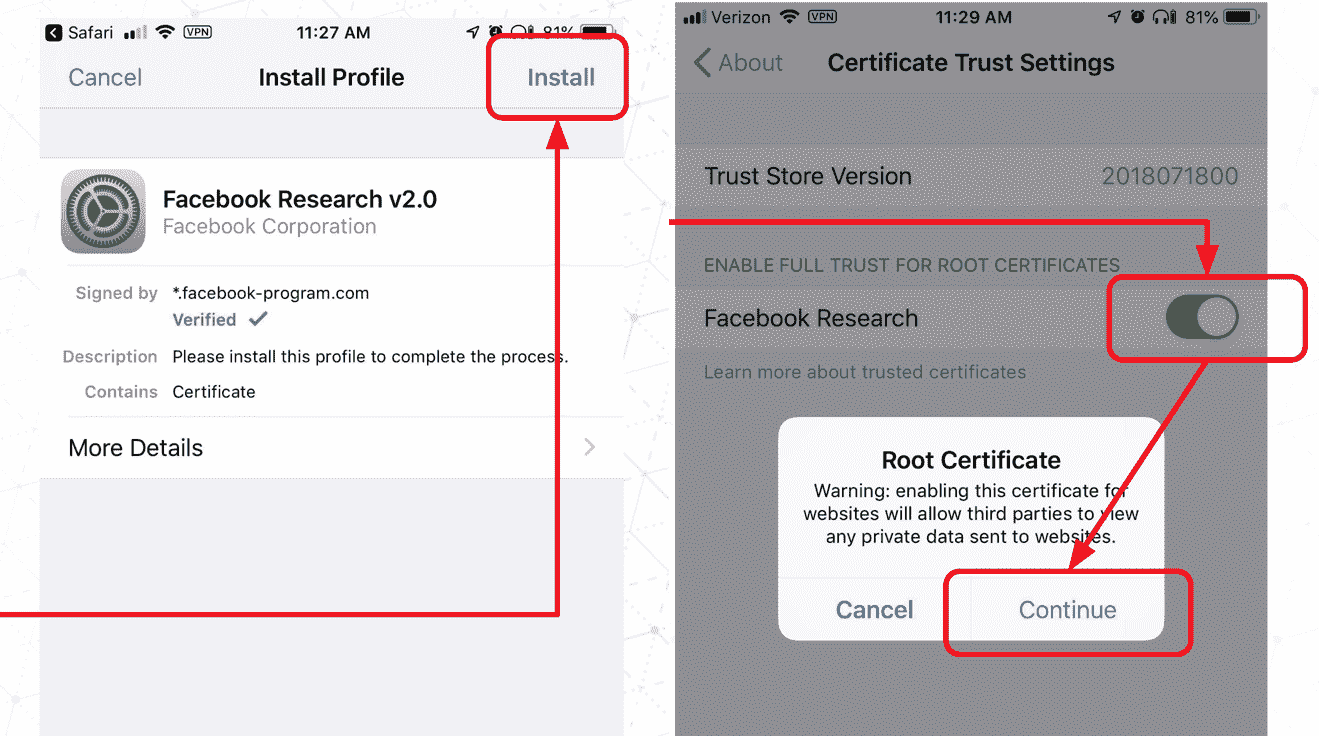 Safari VPN 11:27 AM 81%
Cancel Install Profile Install
Facebook Research v2.0
Facebook Corporation
Signed by *.facebook-program.com
Verified
Description Please install this profile to complete the process.
Contains Certificate
More Details
Verizon VPN 11:29 AM 81%
About Certificate Trust Settings
Trust Store Version 2018071800
ENABLE FULL TRUST FOR ROOT CERTIFICATES
Facebook Research
Learn more about trusted certificates
Root Certificate
Warning: enabling this certificate for
websites will allow third parties to view
any private data sent to websites.
Cancel Continue